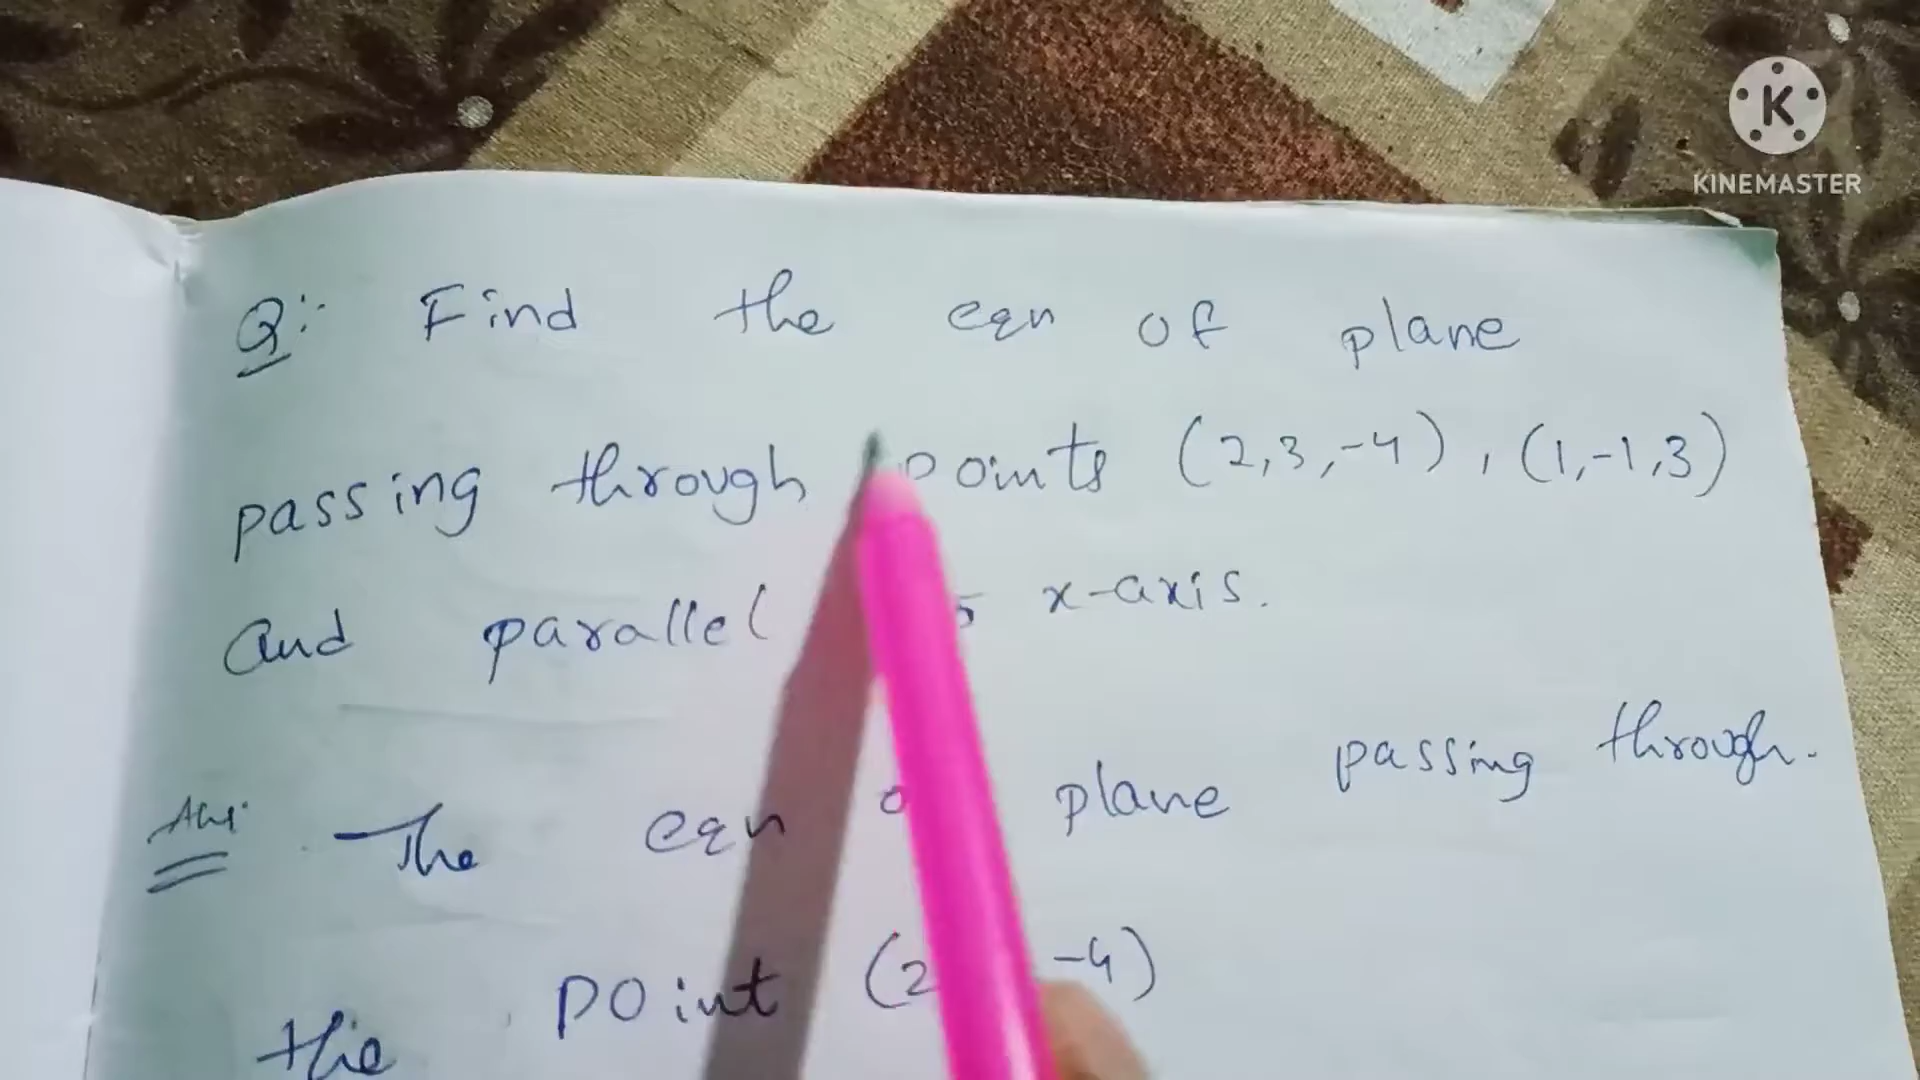 K
KINEMASTER
Q:- Find the eqn of plane
passing through points (2,3,-4), (1,-1,3)
and parallel x-axis.
Ans. The eqn plane passing through.
the point (2 -4)